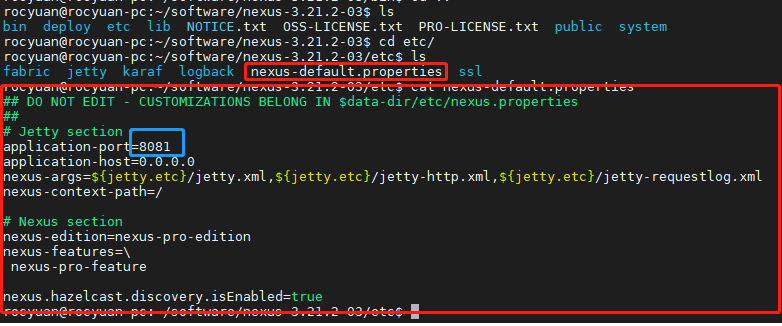 rocyuan@rocyuan-pc:~/software/nexus-3.21.2-03$ ls
bin deploy etc lib NOTICE.txt OSS-LICENSE.txt PRO-LICENSE.txt public system
rocyuan@rocyuan-pc:~/software/nexus-3.21.2-03$ cd etc/
rocyuan@rocyuan-pc:~/software/nexus-3.21.2-03/etc$ ls
fabric jetty karaf logback nexus-default.properties ssl
rocyuan@rocyuan-pc:~/software/nexus-3.21.2-03/etc$ cat nexus-default.properties
## DO NOT EDIT - CUSTOMIZATIONS BELONG IN $data-dir/etc/nexus.properties
##
# Jetty section
application-port=8081
application-host=0.0.0.0
nexus-args=${jetty.etc}/jetty.xml,${jetty.etc}/jetty-http.xml,${jetty.etc}/jetty-requestlog.xml
nexus-context-path=/
# Nexus section
nexus-edition=nexus-pro-edition
nexus-features=\
nexus-pro-feature
nexus.hazelcast.discovery.isEnabled=true
rocyuan@rocyuan-pc:~/software/nexus-3.21.2-03/etc$